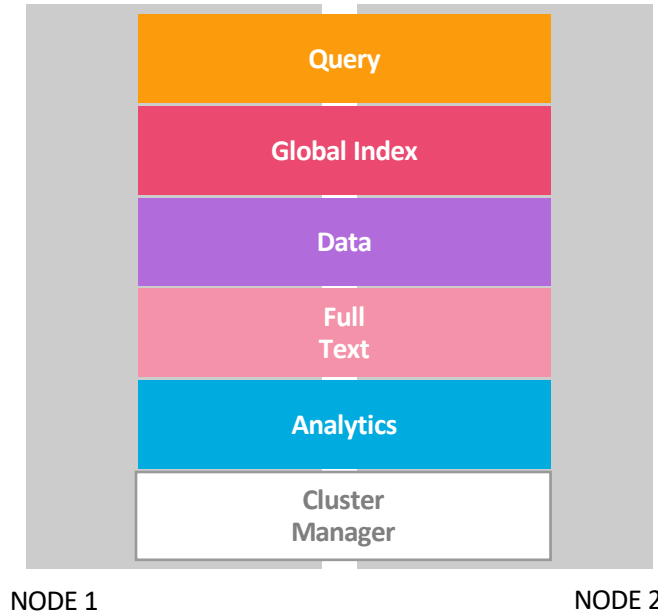 Query
Global Index
Data
Full
Text
Analytics
Cluster
Manager
NODE 1
NODE 2